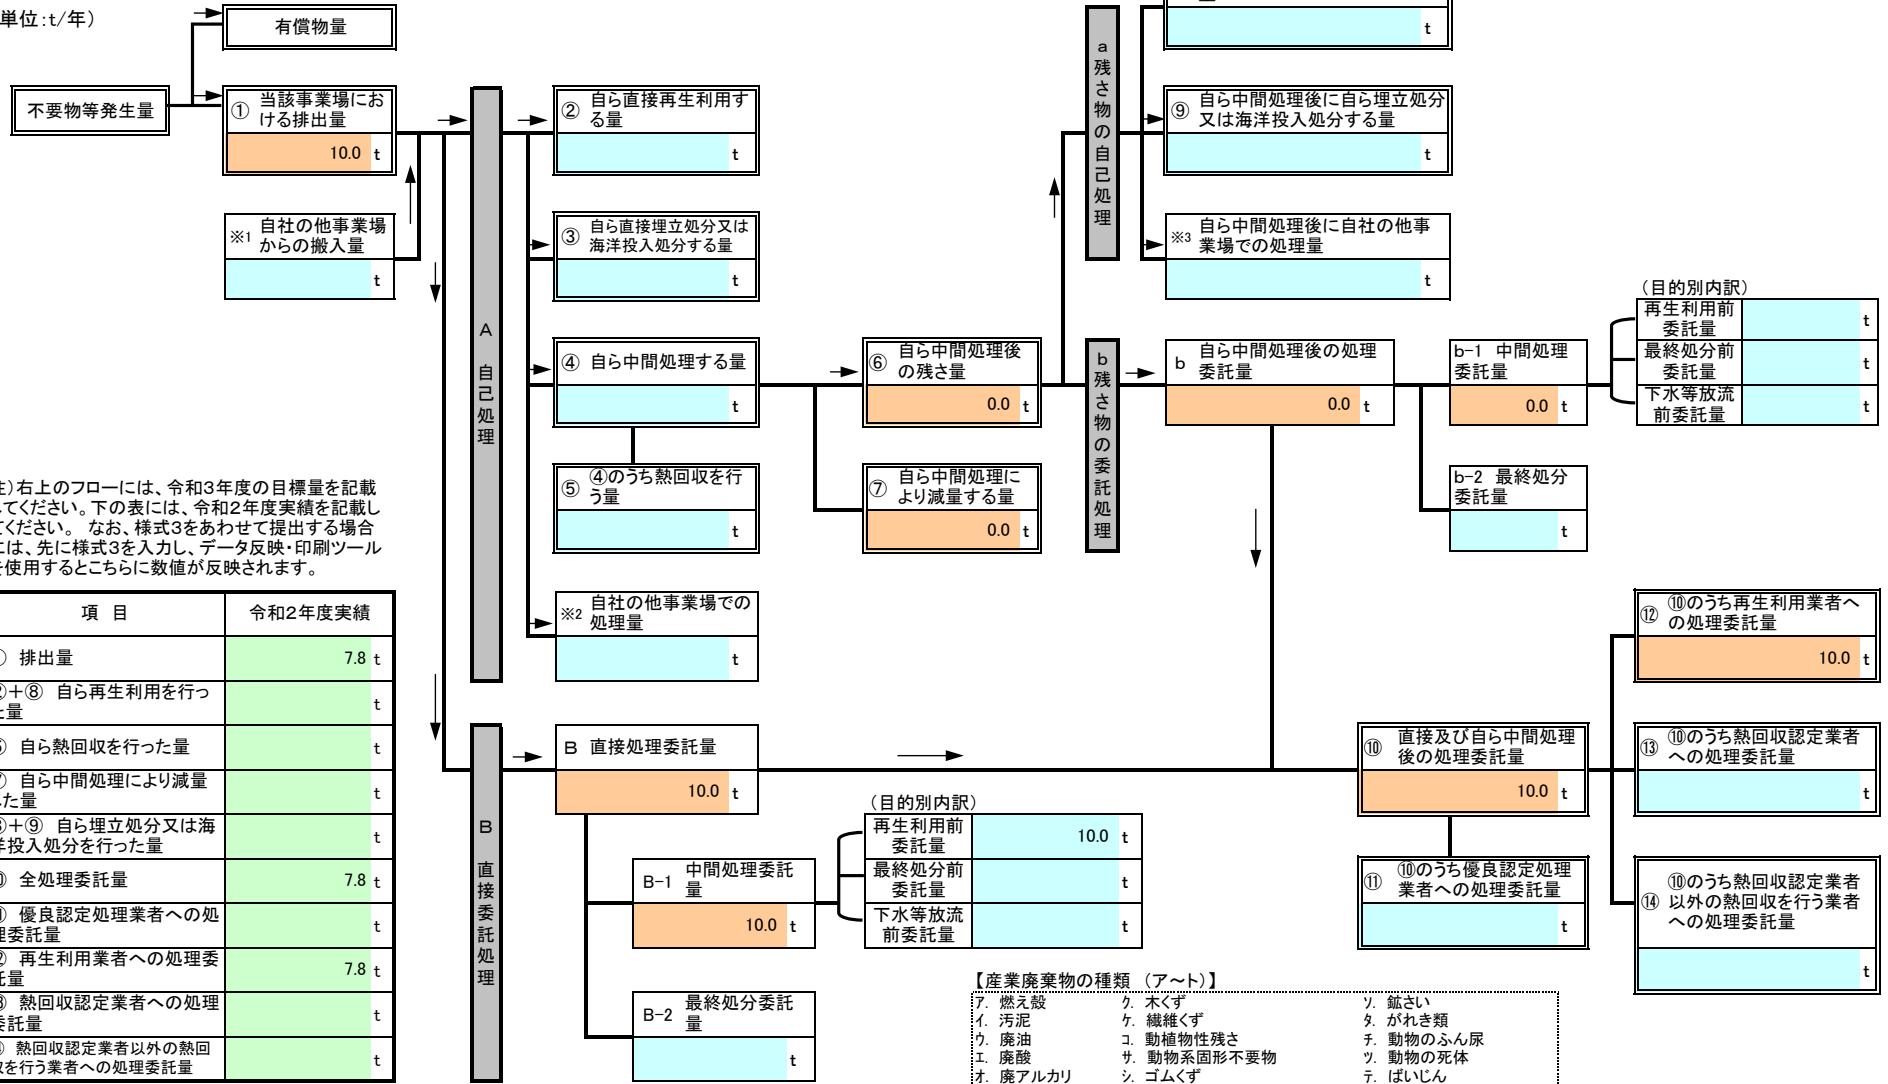 単位:t/年)
有償物量
不要物等発生量
① 当該事業場にお
ける排出量
10.0 t
※1 自社の他事業場
からの搬入量
t
A 自己処理
② 自ら直接再生利用す
る量
t
③ 自ら直接埋立処分又は
海洋投入処分する量
t
④ 自ら中間処理する量
t
⑤ ④のうち熱回収を行
う量
t
※2 自社の他事業場での
処理量
t
⑥ 自ら中間処理後
の残さ量
0.0 t
⑦ 自ら中間処理に
より減量する量
0.0 t
a 残さ物の自己処理
t
⑨ 自ら中間処理後に自ら埋立処分
又は海洋投入処分する量
t
※3 自ら中間処理後に自社の他事
業場での処理量
t
b 残さ物の委託処理
b 自ら中間処理後の処理
委託量
0.0 t
b-1 中間処理
委託量
0.0 t
b-2 最終処分
委託量
t
(目的別内訳)
再生利用前
委託量
t
最終処分前
委託量
t
下水等放流
前委託量
t
)右上のフローには、令和3年度の目標量を記載
てください。下の表には、令和2年度実績を記載し
ください。 なお、様式3をあわせて提出する場合
は、先に様式3を入力し、データ反映・印刷ツール
使用するとこちらに数値が反映されます。
項 目 令和2年度実績
排出量 7.8 t
+⑧ 自ら再生利用を行っ
量 t
自ら熱回収を行った量 t
自ら中間処理により減量
た量 t
+⑨ 自ら埋立処分又は海
投入処分を行った量 t
全処理委託量 7.8 t
優良認定処理業者への処
委託量 t
再生利用業者への処理委
量 7.8 t
熱回収認定業者への処理
託量 t
熱回収認定業者以外の熱回
を行う業者への処理委託量 t
B 直接委託処理
B 直接処理委託量
10.0 t
B-1 中間処理委託
量
10.0 t
B-2 最終処分委託
量
t
(目的別内訳)
再生利用前
委託量
10.0 t
最終処分前
委託量
t
下水等放流
前委託量
t
⑩ 直接及び自ら中間処理
後の処理委託量
10.0 t
⑪ ⑩のうち優良認定処理
業者への処理委託量
t
⑫ ⑩のうち再生利用業者へ
の処理委託量
10.0 t
⑬ ⑩のうち熱回収認定業者
への処理委託量
t
⑭ ⑩のうち熱回収認定業者
以外の熱回収を行う業者
への処理委託量
t
【産業廃棄物の種類 (ア~ト)】
ア. 燃え殻 ク. 木くず ソ. 鉱さい
イ. 汚泥 ケ. 繊維くず タ. がれき類
ウ. 廃油 コ. 動植物性残さ チ. 動物のふん尿
エ. 廃酸 サ. 動物系固形不要物 ツ. 動物の死体
オ. 廃アルカリ シ. ゴムくず テ. ばいじん